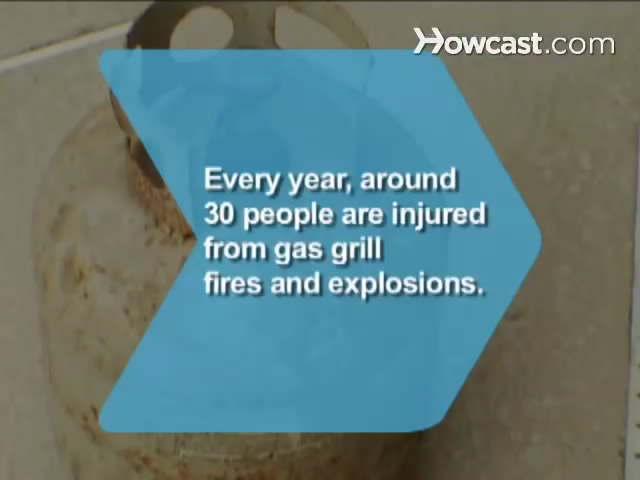 Howcast.com
Every year, around
30 people are injured
from gas grill
fires and explosions.